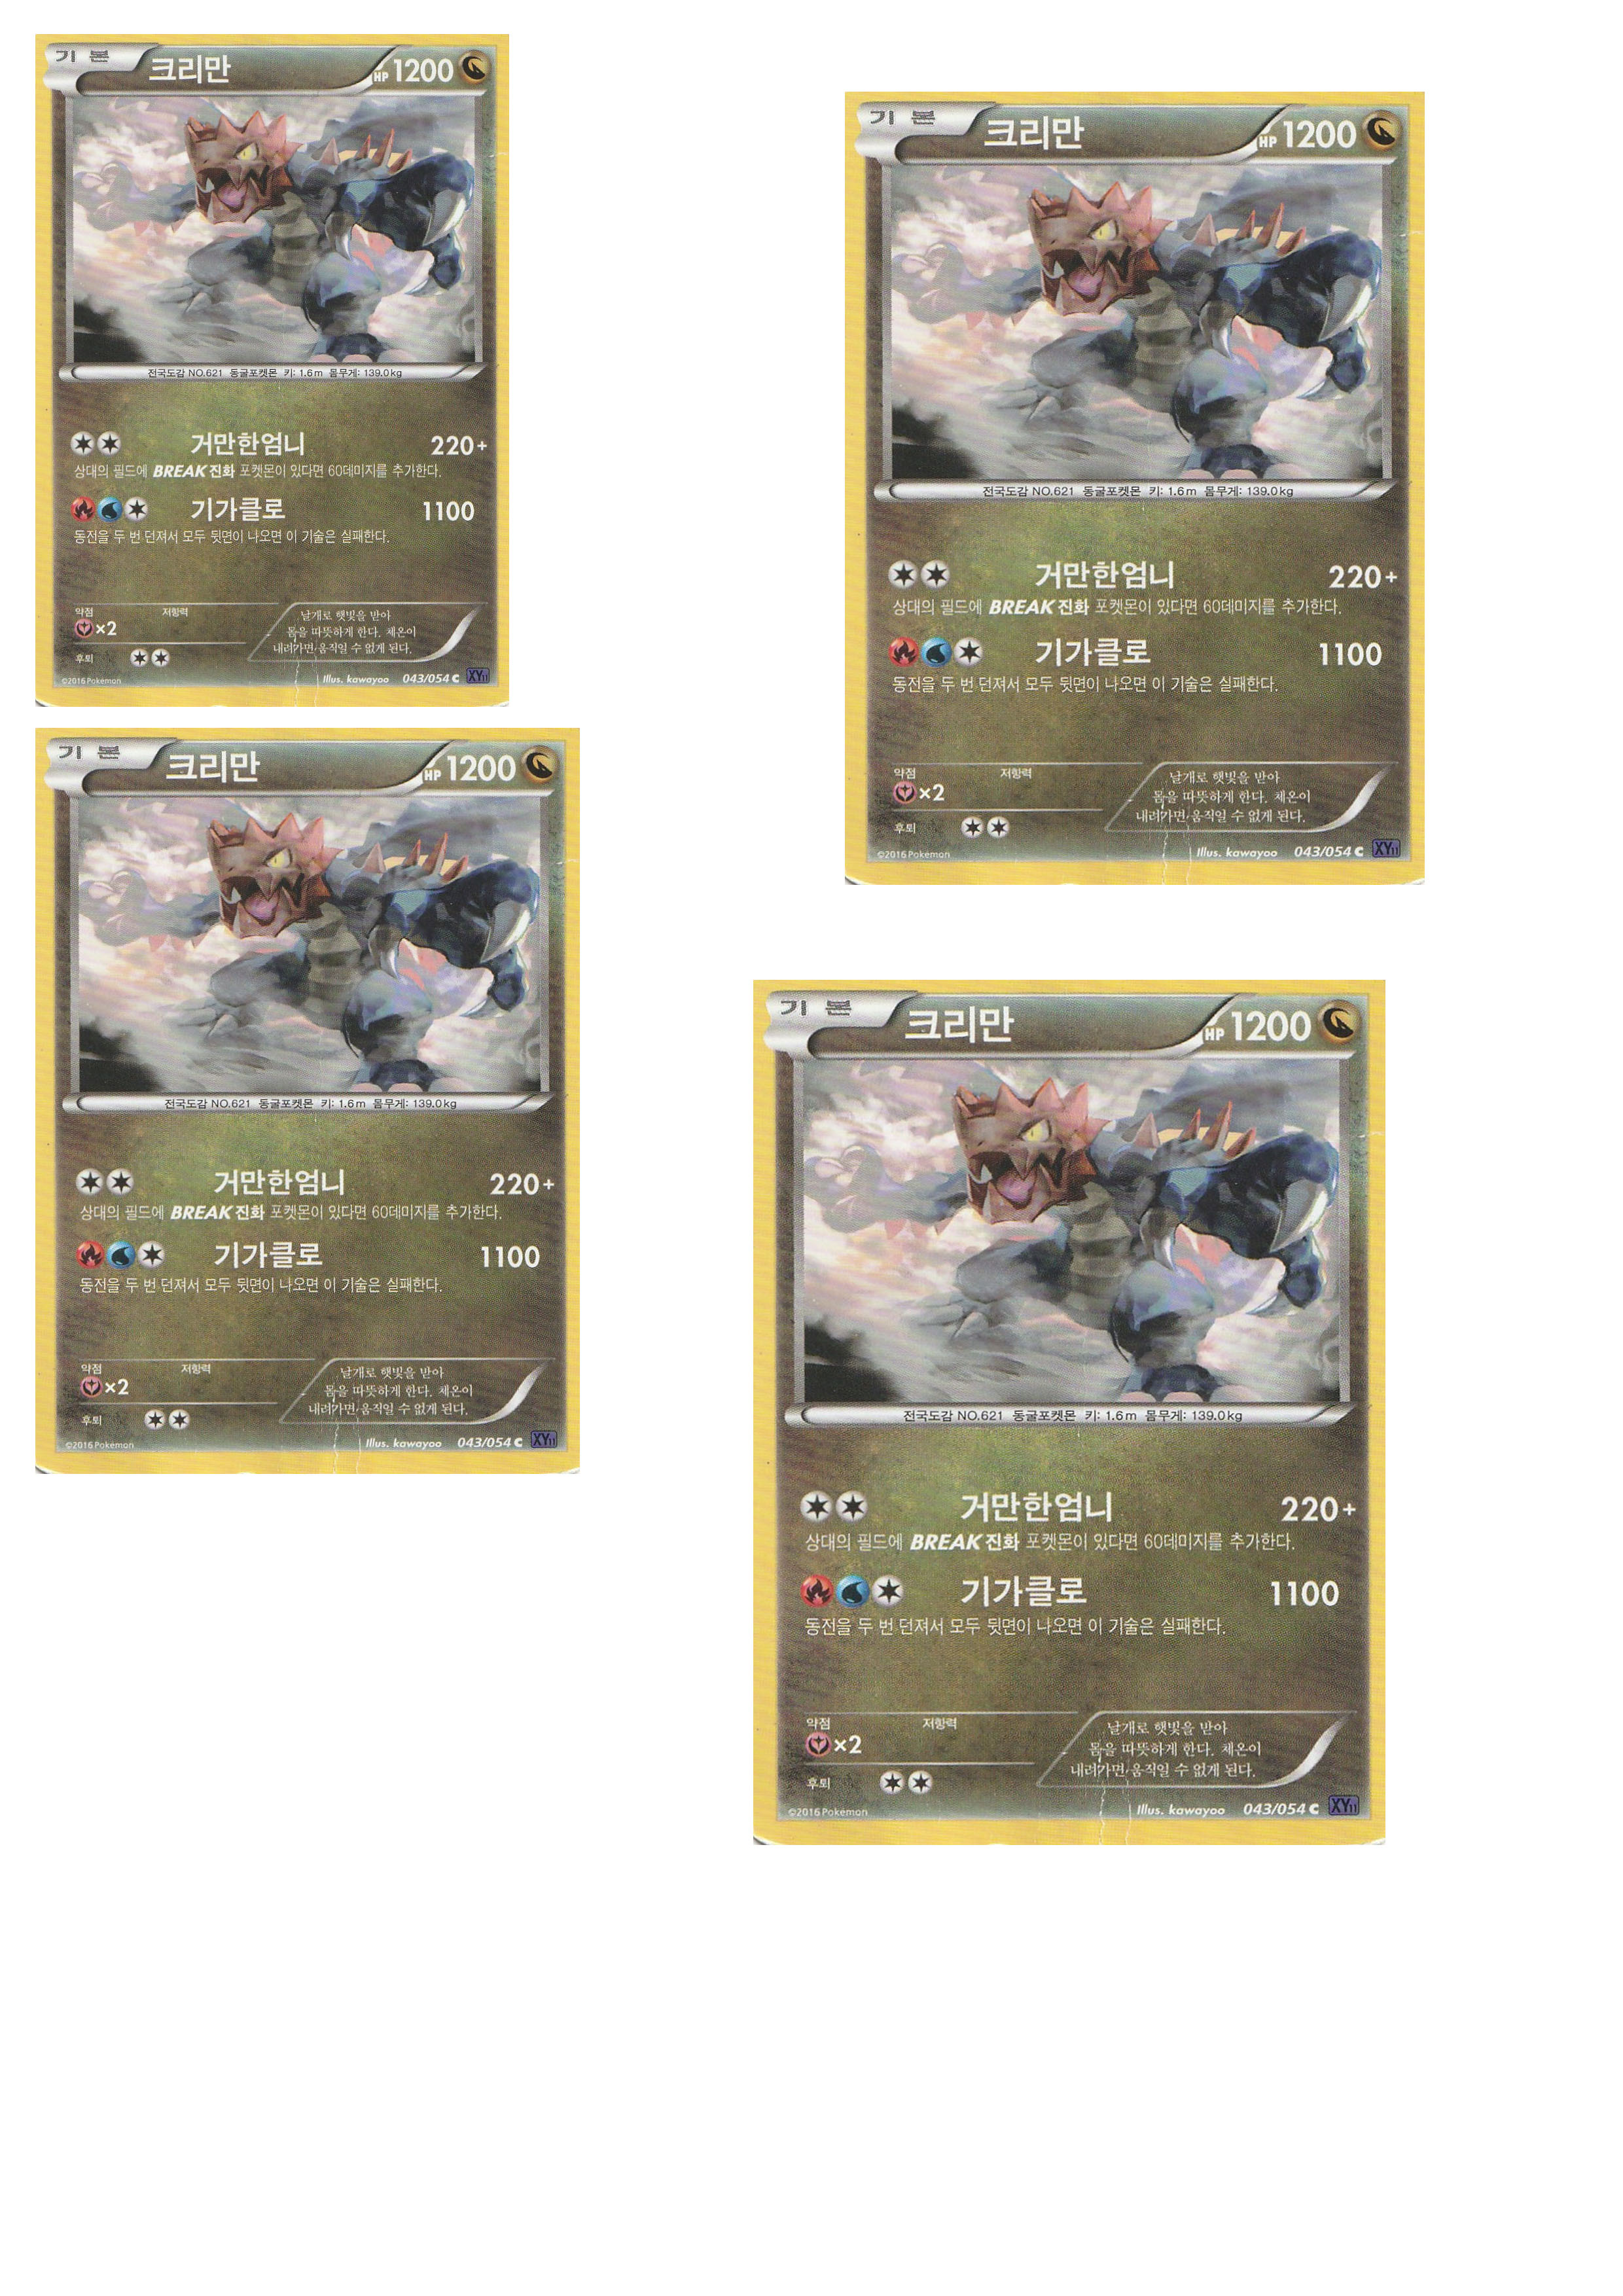 기 본
크리만
HP 1200
전국도감 NO.621 동굴포켓몬 키: 1.6m 몸무게: 139.0kg
거만한엄니 220+
상대의 필드에 BREAK 진화 포켓몬이 있다면 60데미지를 추가한다.
기가클로 1100
동전을 두 번 던져서 모두 뒷면이 나오면 이 기술은 실패한다.
약점 저항력
×2
날개로 햇빛을 받아
몸을 따뜻하게 한다. 체온이
내려가면 움직일 수 없게 된다.
후퇴
©2016 Pokémon
Illus. kawayoo 043/054 C XY11
기 본
크리만
HP 1200
전국도감 NO.621 동굴포켓몬 키: 1.6m 몸무게: 139.0kg
거만한엄니 220+
상대의 필드에 BREAK 진화 포켓몬이 있다면 60데미지를 추가한다.
기가클로 1100
동전을 두 번 던져서 모두 뒷면이 나오면 이 기술은 실패한다.
약점 저항력
×2
날개로 햇빛을 받아
몸을 따뜻하게 한다. 체온이
내려가면 움직일 수 없게 된다.
후퇴
©2016 Pokémon
Illus. kawayoo 043/054 C XY11
기 본
크리만
HP 1200
전국도감 NO.621 동굴포켓몬 키: 1.6m 몸무게: 139.0kg
거만한엄니 220+
상대의 필드에 BREAK 진화 포켓몬이 있다면 60데미지를 추가한다.
기가클로 1100
동전을 두 번 던져서 모두 뒷면이 나오면 이 기술은 실패한다.
약점 저항력
×2
날개로 햇빛을 받아
몸을 따뜻하게 한다. 체온이
내려가면 움직일 수 없게 된다.
후퇴
©2016 Pokémon
Illus. kawayoo 043/054 C XY11
기 본
크리만
HP 1200
전국도감 NO.621 동굴포켓몬 키: 1.6m 몸무게: 139.0kg
거만한엄니 220+
상대의 필드에 BREAK 진화 포켓몬이 있다면 60데미지를 추가한다.
기가클로 1100
동전을 두 번 던져서 모두 뒷면이 나오면 이 기술은 실패한다.
약점 저항력
×2
날개로 햇빛을 받아
몸을 따뜻하게 한다. 체온이
내려가면 움직일 수 없게 된다.
후퇴
©2016 Pokémon
Illus. kawayoo 043/054 C XY11